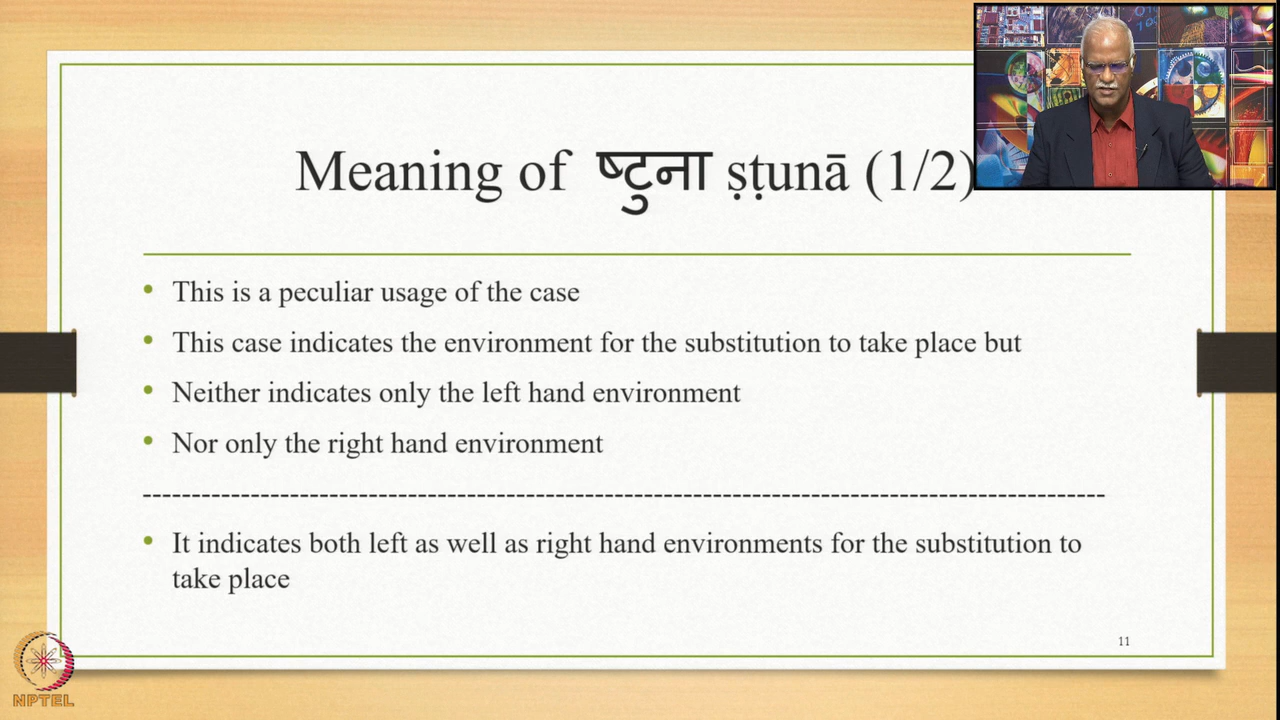 Meaning of ष्टुना ṣṭunā (1/2)
• This is a peculiar usage of the case
• This case indicates the environment for the substitution to take place but
• Neither indicates only the left hand environment
• Nor only the right hand environment
--------------------------------------------------------------------------------------------
• It indicates both left as well as right hand environments for the substitution to
take place
11
NPTEL